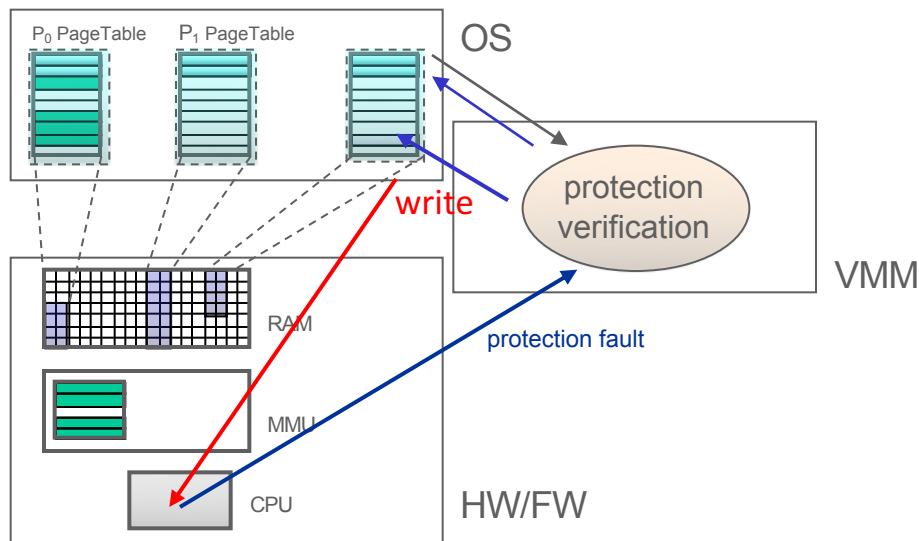 P₀ PageTable
P₁ PageTable
OS
write
protection
verification
VMM
RAM
protection fault
MMU
CPU
HW/FW